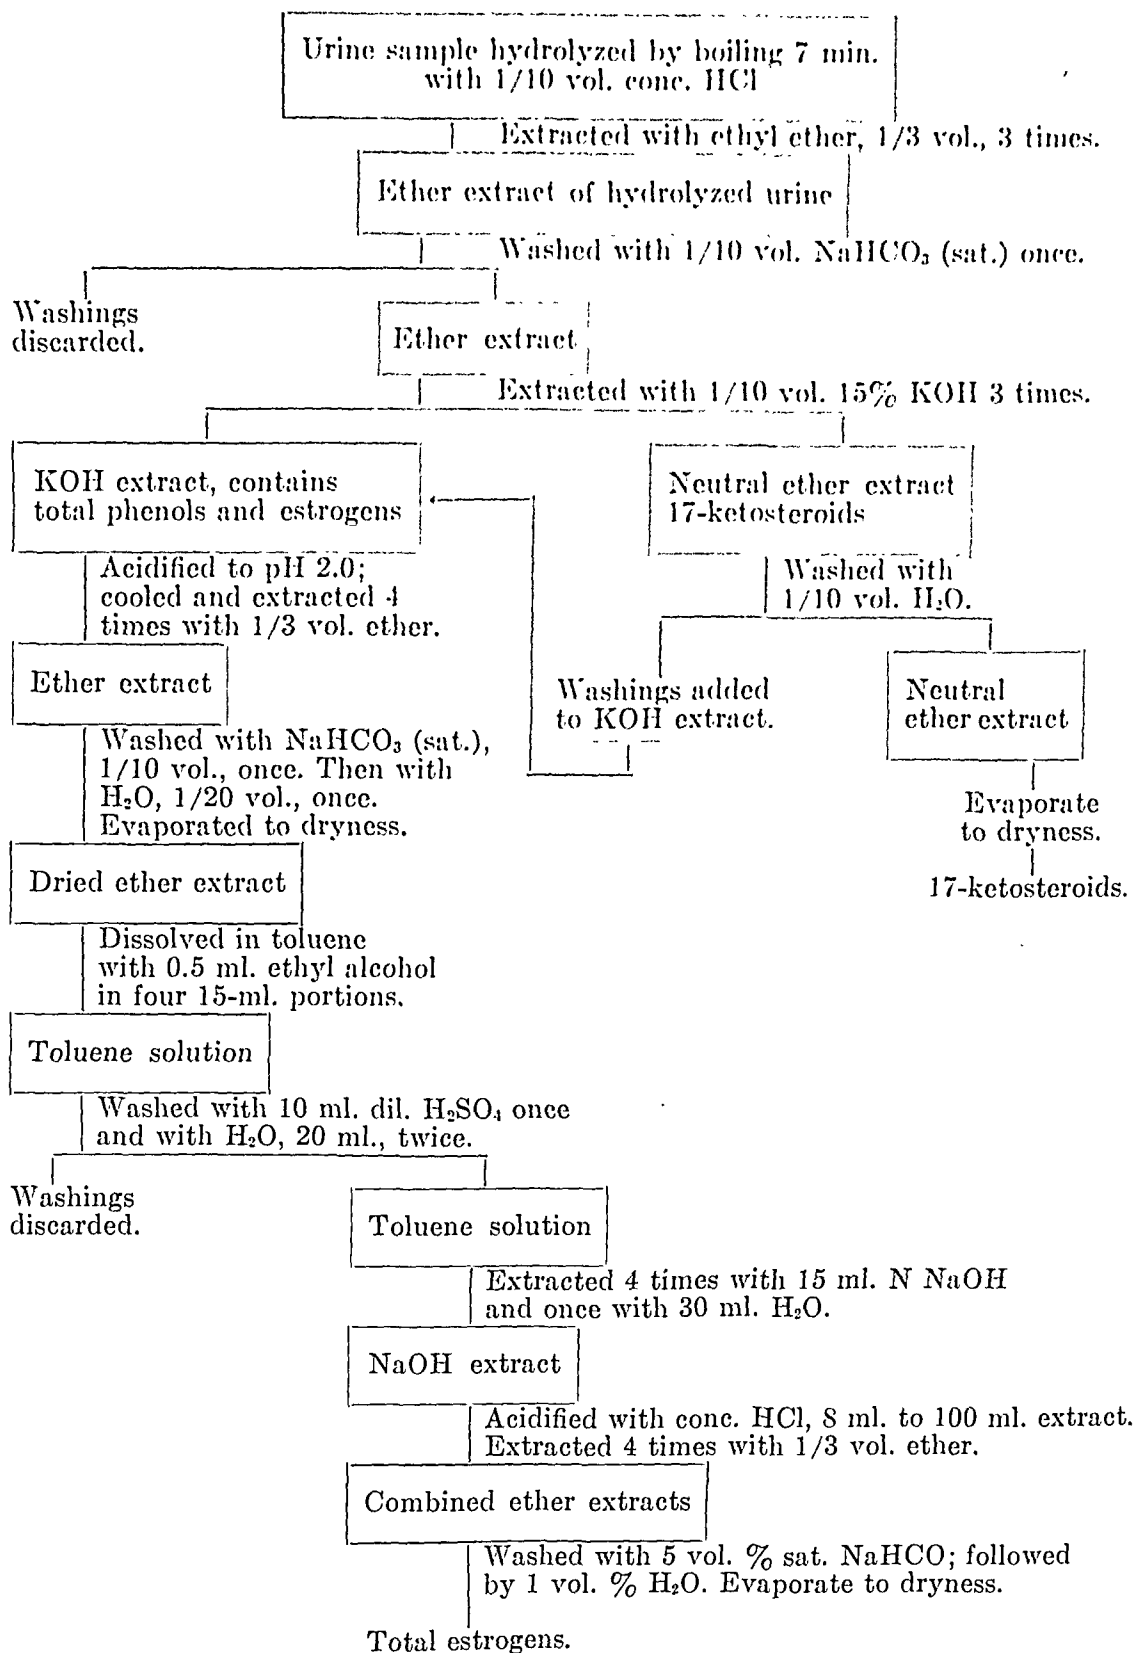 Urine sample hydrolyzed by boiling 7 min.
with 1/10 vol. conc. HCl
Extracted with ethyl ether, 1/3 vol., 3 times.
Ether extract of hydrolyzed urine
Washed with 1/10 vol. NaHCO₃ (sat.) once.
Washings
discarded.
Ether extract
Extracted with 1/10 vol. 15% KOH 3 times.
KOH extract, contains
total phenols and estrogens
Neutral ether extract
17-ketosteroids
Acidified to pH 2.0;
cooled and extracted 4
times with 1/3 vol. ether.
Washed with
1/10 vol. H₂O.
Ether extract
Washings added
to KOH extract.
Neutral
ether extract
Washed with NaHCO₃ (sat.),
1/10 vol., once. Then with
H₂O, 1/20 vol., once.
Evaporated to dryness.
Evaporate
to dryness.
17-ketosteroids.
Dried ether extract
Dissolved in toluene
with 0.5 ml. ethyl alcohol
in four 15-ml. portions.
Toluene solution
Washed with 10 ml. dil. H₂SO₄ once
and with H₂O, 20 ml., twice.
Washings
discarded.
Toluene solution
Extracted 4 times with 15 ml. N NaOH
and once with 30 ml. H₂O.
NaOH extract
Acidified with conc. HCl, 8 ml. to 100 ml. extract.
Extracted 4 times with 1/3 vol. ether.
Combined ether extracts
Washed with 5 vol. % sat. NaHCO; followed
by 1 vol. % H₂O. Evaporate to dryness.
Total estrogens.